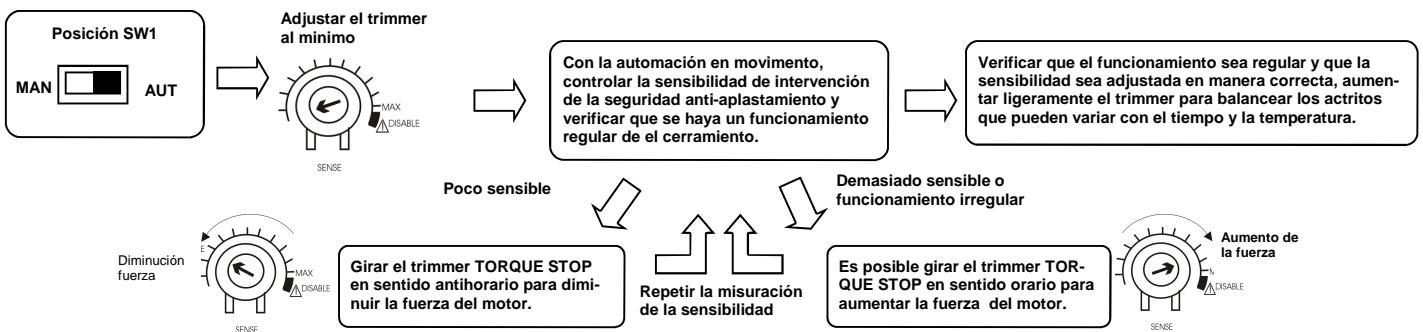 Posición SW1
MAN
AUT
Adjustar el trimmer
al minimo
MAX
DISABLE
SENSE
Con la automación en movimento,
controlar la sensibilidad de intervención
de la seguridad anti-aplastamiento y
verificar que se haya un funcionamiento
regular de el cerramiento.
Verificar que el funcionamiento sea regular y que la
sensibilidad sea adjustada en manera correcta, aumen-
tar ligeramente el trimmer para balancear los actritos
que pueden variar con el tiempo y la temperatura.
Poco sensible
Demasiado sensible o
funcionamiento irregular
Diminución
fuerza
E
MAX
DISABLE
SENSE
Girar el trimmer TORQUE STOP
en sentido antihorario para dimi-
nuir la fuerza del motor.
Repetir la misuración
de la sensibilidad
Es posible girar el trimmer TOR-
QUE STOP en sentido orario para
aumentar la fuerza del motor.
Aumento de
la fuerza
M
DISABLE
SENSE